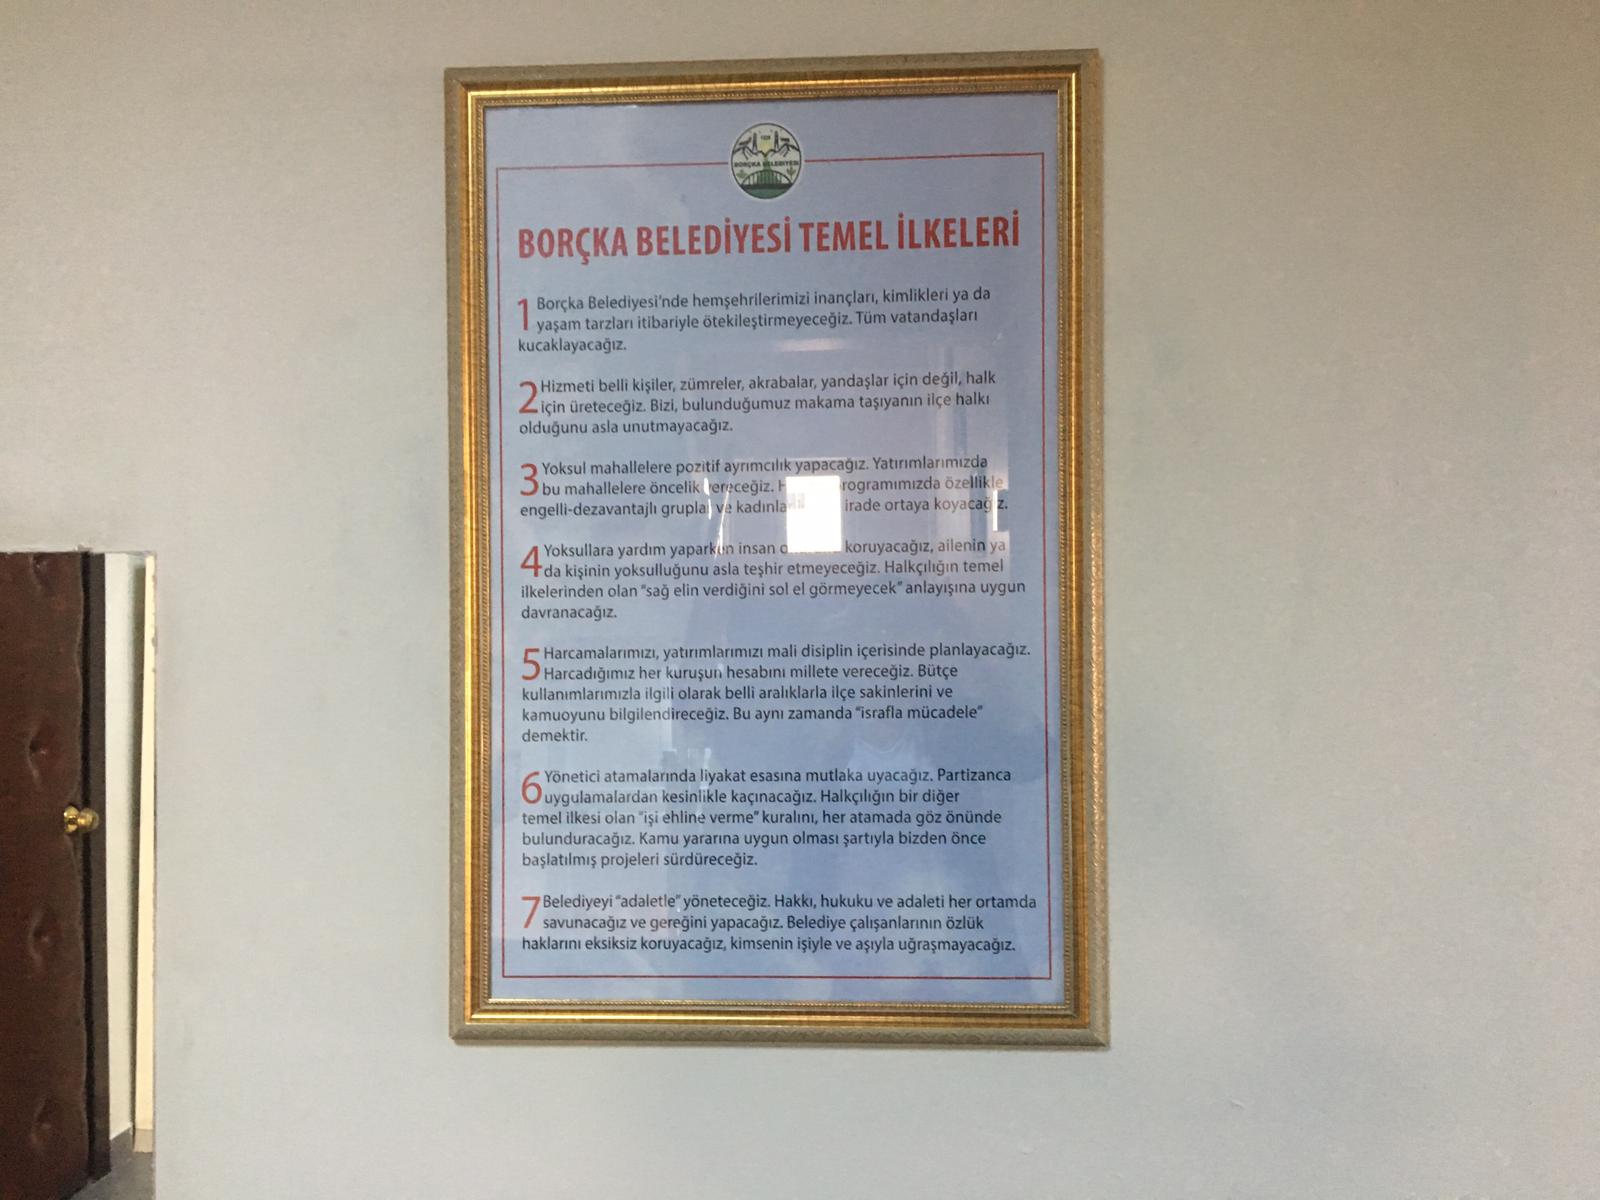 1928
BORÇKA BELEDİYESİ
BORÇKA BELEDİYESİ TEMEL İLKELERİ
1 Borçka Belediyesi'nde hemşehrilerimizi inançları, kimlikleri ya da
yaşam tarzları itibariyle ötekileştirmeyeceğiz. Tüm vatandaşları
kucaklayacağız.
2 Hizmeti belli kişiler, zümreler, akrabalar, yandaşlar için değil, halk
için üreteceğiz. Bizi, bulunduğumuz makama taşıyanın ilçe halkı
olduğunu asla unutmayacağız.
3 Yoksul mahallelere pozitif ayrımcılık yapacağız. Yatırımlarımızda
bu mahallelere öncelik vereceğiz. programımızda özellikle
engelli-dezavantajlı gruplar ve irade ortaya koyacağız.
4 Yoksullara yardım yaparken insan koruyacağız, ailenin ya
da kişinin yoksulluğunu asla teşhir etmeyeceğiz. Halkçılığın temel
ilkelerinden olan "sağ elin verdiğini sol el görmeyecek" anlayışına uygun
davranacağız.
5 Harcamalarımızı, yatırımlarımızı mali disiplin içerisinde planlayacağız.
Harcadığımız her kuruşun hesabını millete vereceğiz. Bütçe
kullanımlarımızla ilgili olarak belli aralıklarla ilçe sakinlerini ve
kamuoyunu bilgilendireceğiz. Bu aynı zamanda "israfla mücadele"
demektir.
6 Yönetici atamalarında liyakat esasına mutlaka uyacağız. Partizanca
uygulamalardan kesinlikle kaçınacağız. Halkçılığın bir diğer
temel ilkesi olan "işi ehline verme" kuralını, her atamada göz önünde
bulunduracağız. Kamu yararına uygun olması şartıyla bizden önce
başlatılmış projeleri sürdüreceğiz.
7 Belediyeyi "adaletle" yöneteceğiz. Hakkı, hukuku ve adaleti her ortamda
savunacağız ve gereğini yapacağız. Belediye çalışanlarının özlük
haklarını eksiksiz koruyacağız, kimsenin işiyle ve aşıyla uğraşmayacağız.